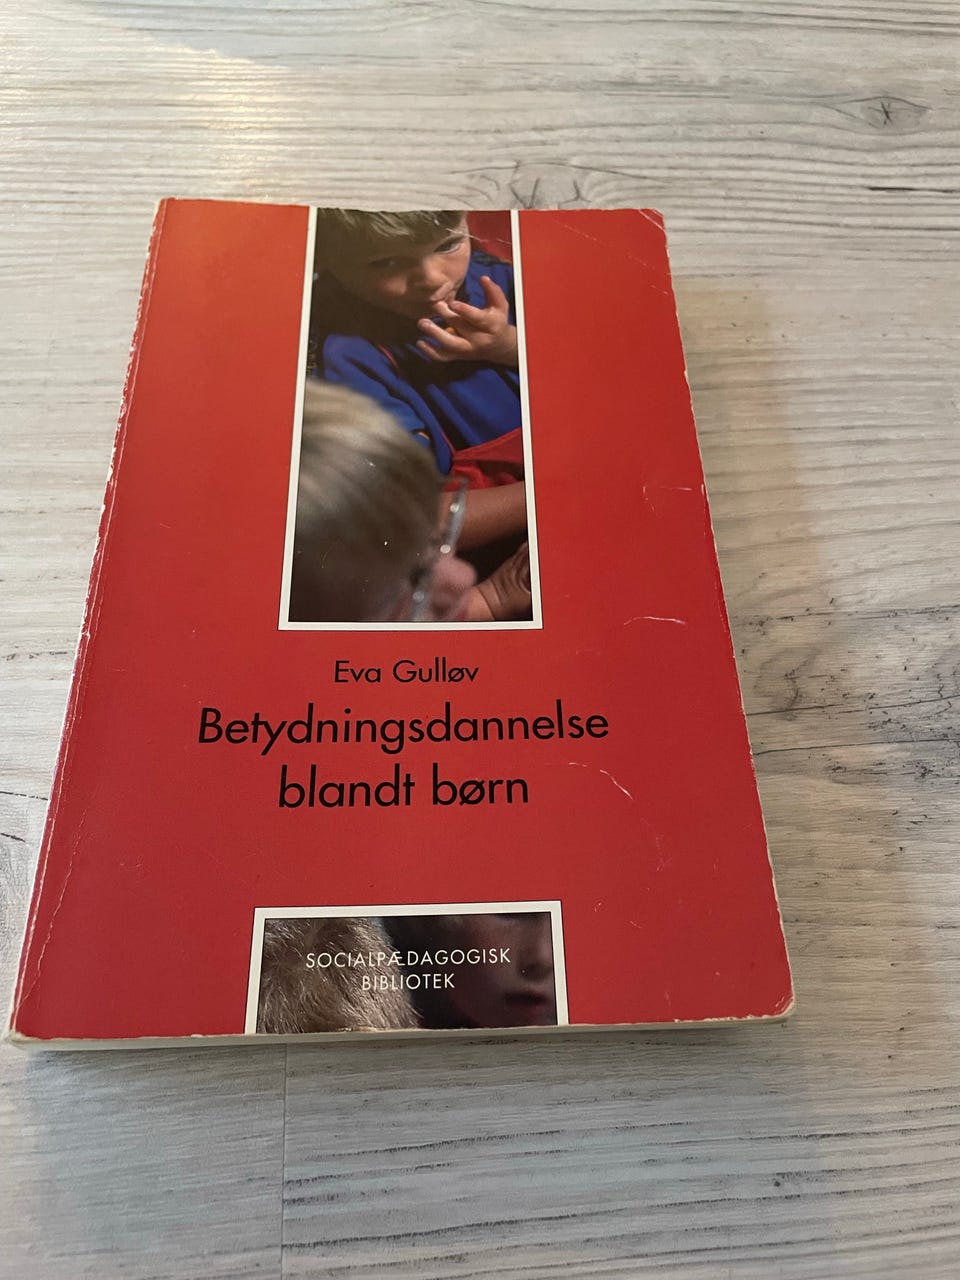 Eva Gulløv
Betydningsdannelse
blandt børn
SOCIALPÆDAGOGISK
BIBLIOTEK